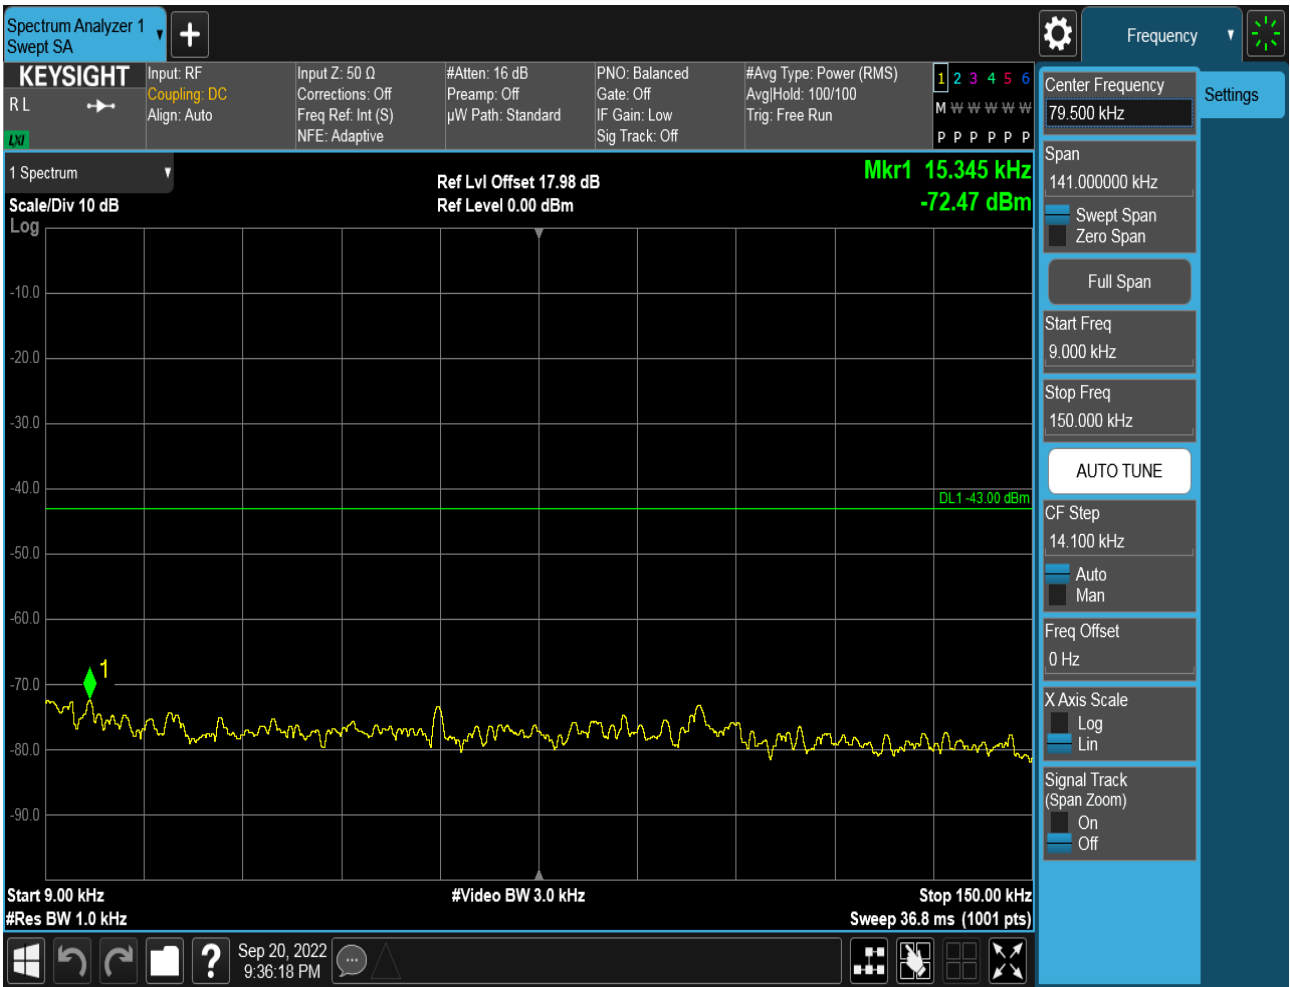 Spectrum Analyzer 1
Swept SA
Frequency
KEYSIGHT
R L
LXI
Input: RF
Coupling: DC
Align: Auto
Input Z: 50 Ω
Corrections: Off
Freq Ref: Int (S)
NFE: Adaptive
#Atten: 16 dB
Preamp: Off
µW Path: Standard
PNO: Balanced
Gate: Off
IF Gain: Low
Sig Track: Off
#Avg Type: Power (RMS)
Avg|Hold: 100/100
Trig: Free Run
1 2 3 4 5 6
M W W W W W
P P P P P P
1 Spectrum
Scale/Div 10 dB
Log
Ref Lvl Offset 17.98 dB
Ref Level 0.00 dBm
Mkr1 15.345 kHz
-72.47 dBm
-10.0
-20.0
-30.0
-40.0
DL1 -43.00 dBm
-50.0
-60.0
1
-70.0
-80.0
-90.0
Start 9.00 kHz
#Res BW 1.0 kHz
#Video BW 3.0 kHz
Stop 150.00 kHz
Sweep 36.8 ms (1001 pts)
Sep 20, 2022
9:36:18 PM
?
Center Frequency
79.500 kHz
Settings
Span
141.000000 kHz
Swept Span
Zero Span
Full Span
Start Freq
9.000 kHz
Stop Freq
150.000 kHz
AUTO TUNE
CF Step
14.100 kHz
Auto
Man
Freq Offset
0 Hz
X Axis Scale
Log
Lin
Signal Track
(Span Zoom)
On
Off